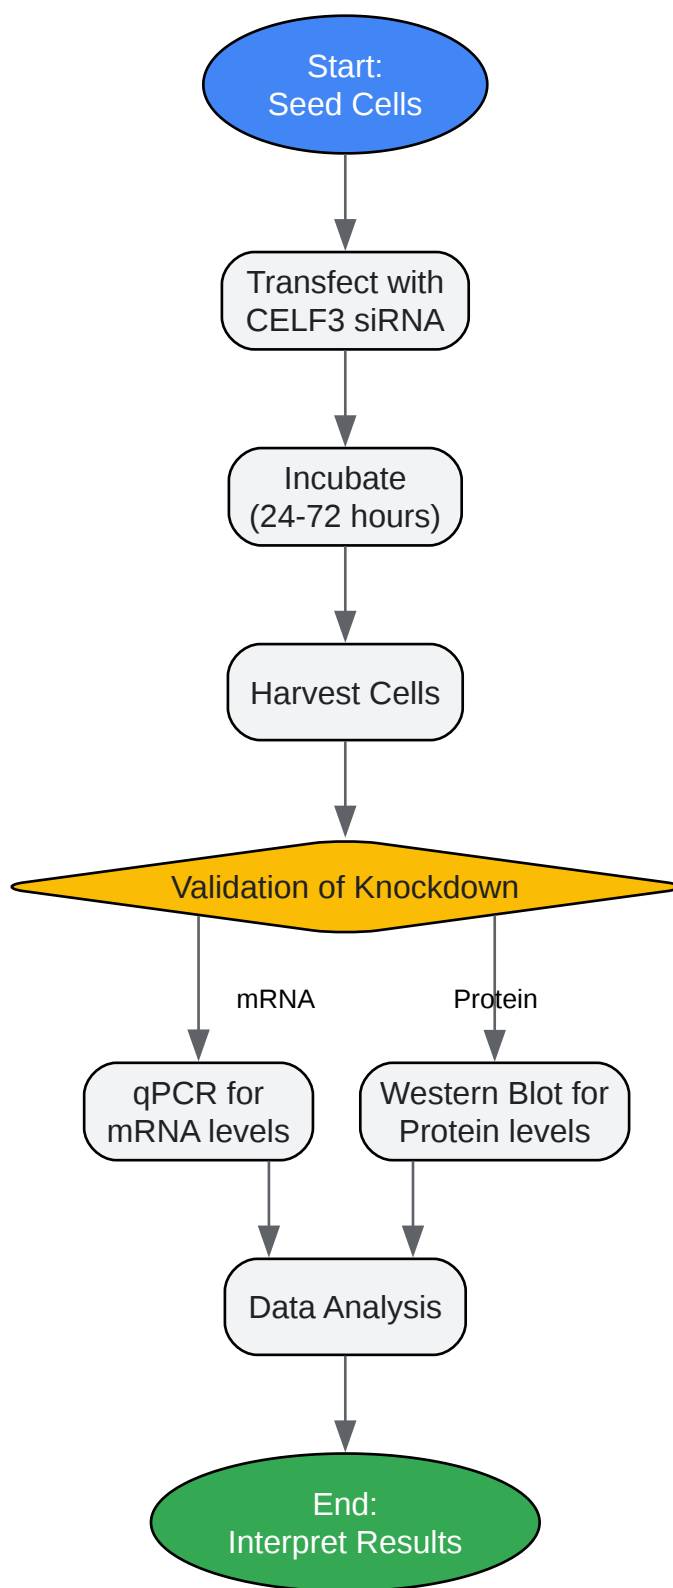 Start:
Seed Cells
Transfect with
CELF3 siRNA
Incubate
(24-72 hours)
Harvest Cells
Validation of Knockdown
mRNA
Protein
qPCR for
mRNA levels
Western Blot for
Protein levels
Data Analysis
End:
Interpret Results